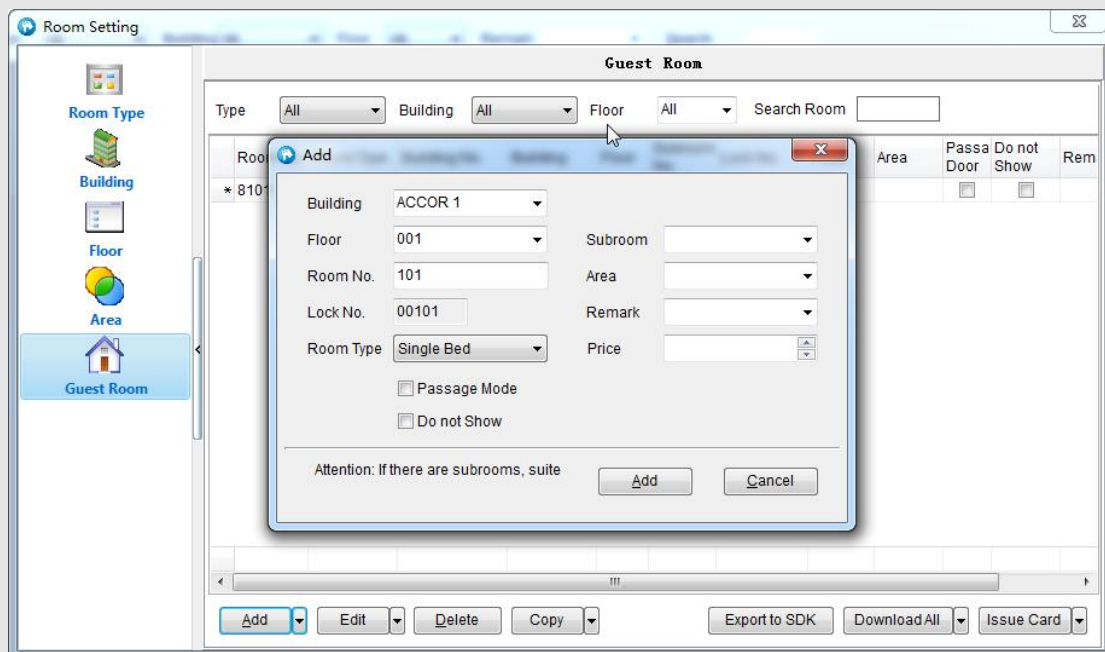 Room Setting
Guest Room
Room Type
Building
Floor
Area
Guest Room
Type All Building All Floor All Search Room
Area Passa Door Do not Show Rem
* 8101
Add
Building ACCOR 1
Floor 001 Subroom
Room No. 101 Area
Lock No. 00101 Remark
Room Type Single Bed Price
Passage Mode
Do not Show
Attention: If there are subrooms, suite
Add Cancel
Add Edit Delete Copy Export to SDK Download All Issue Card